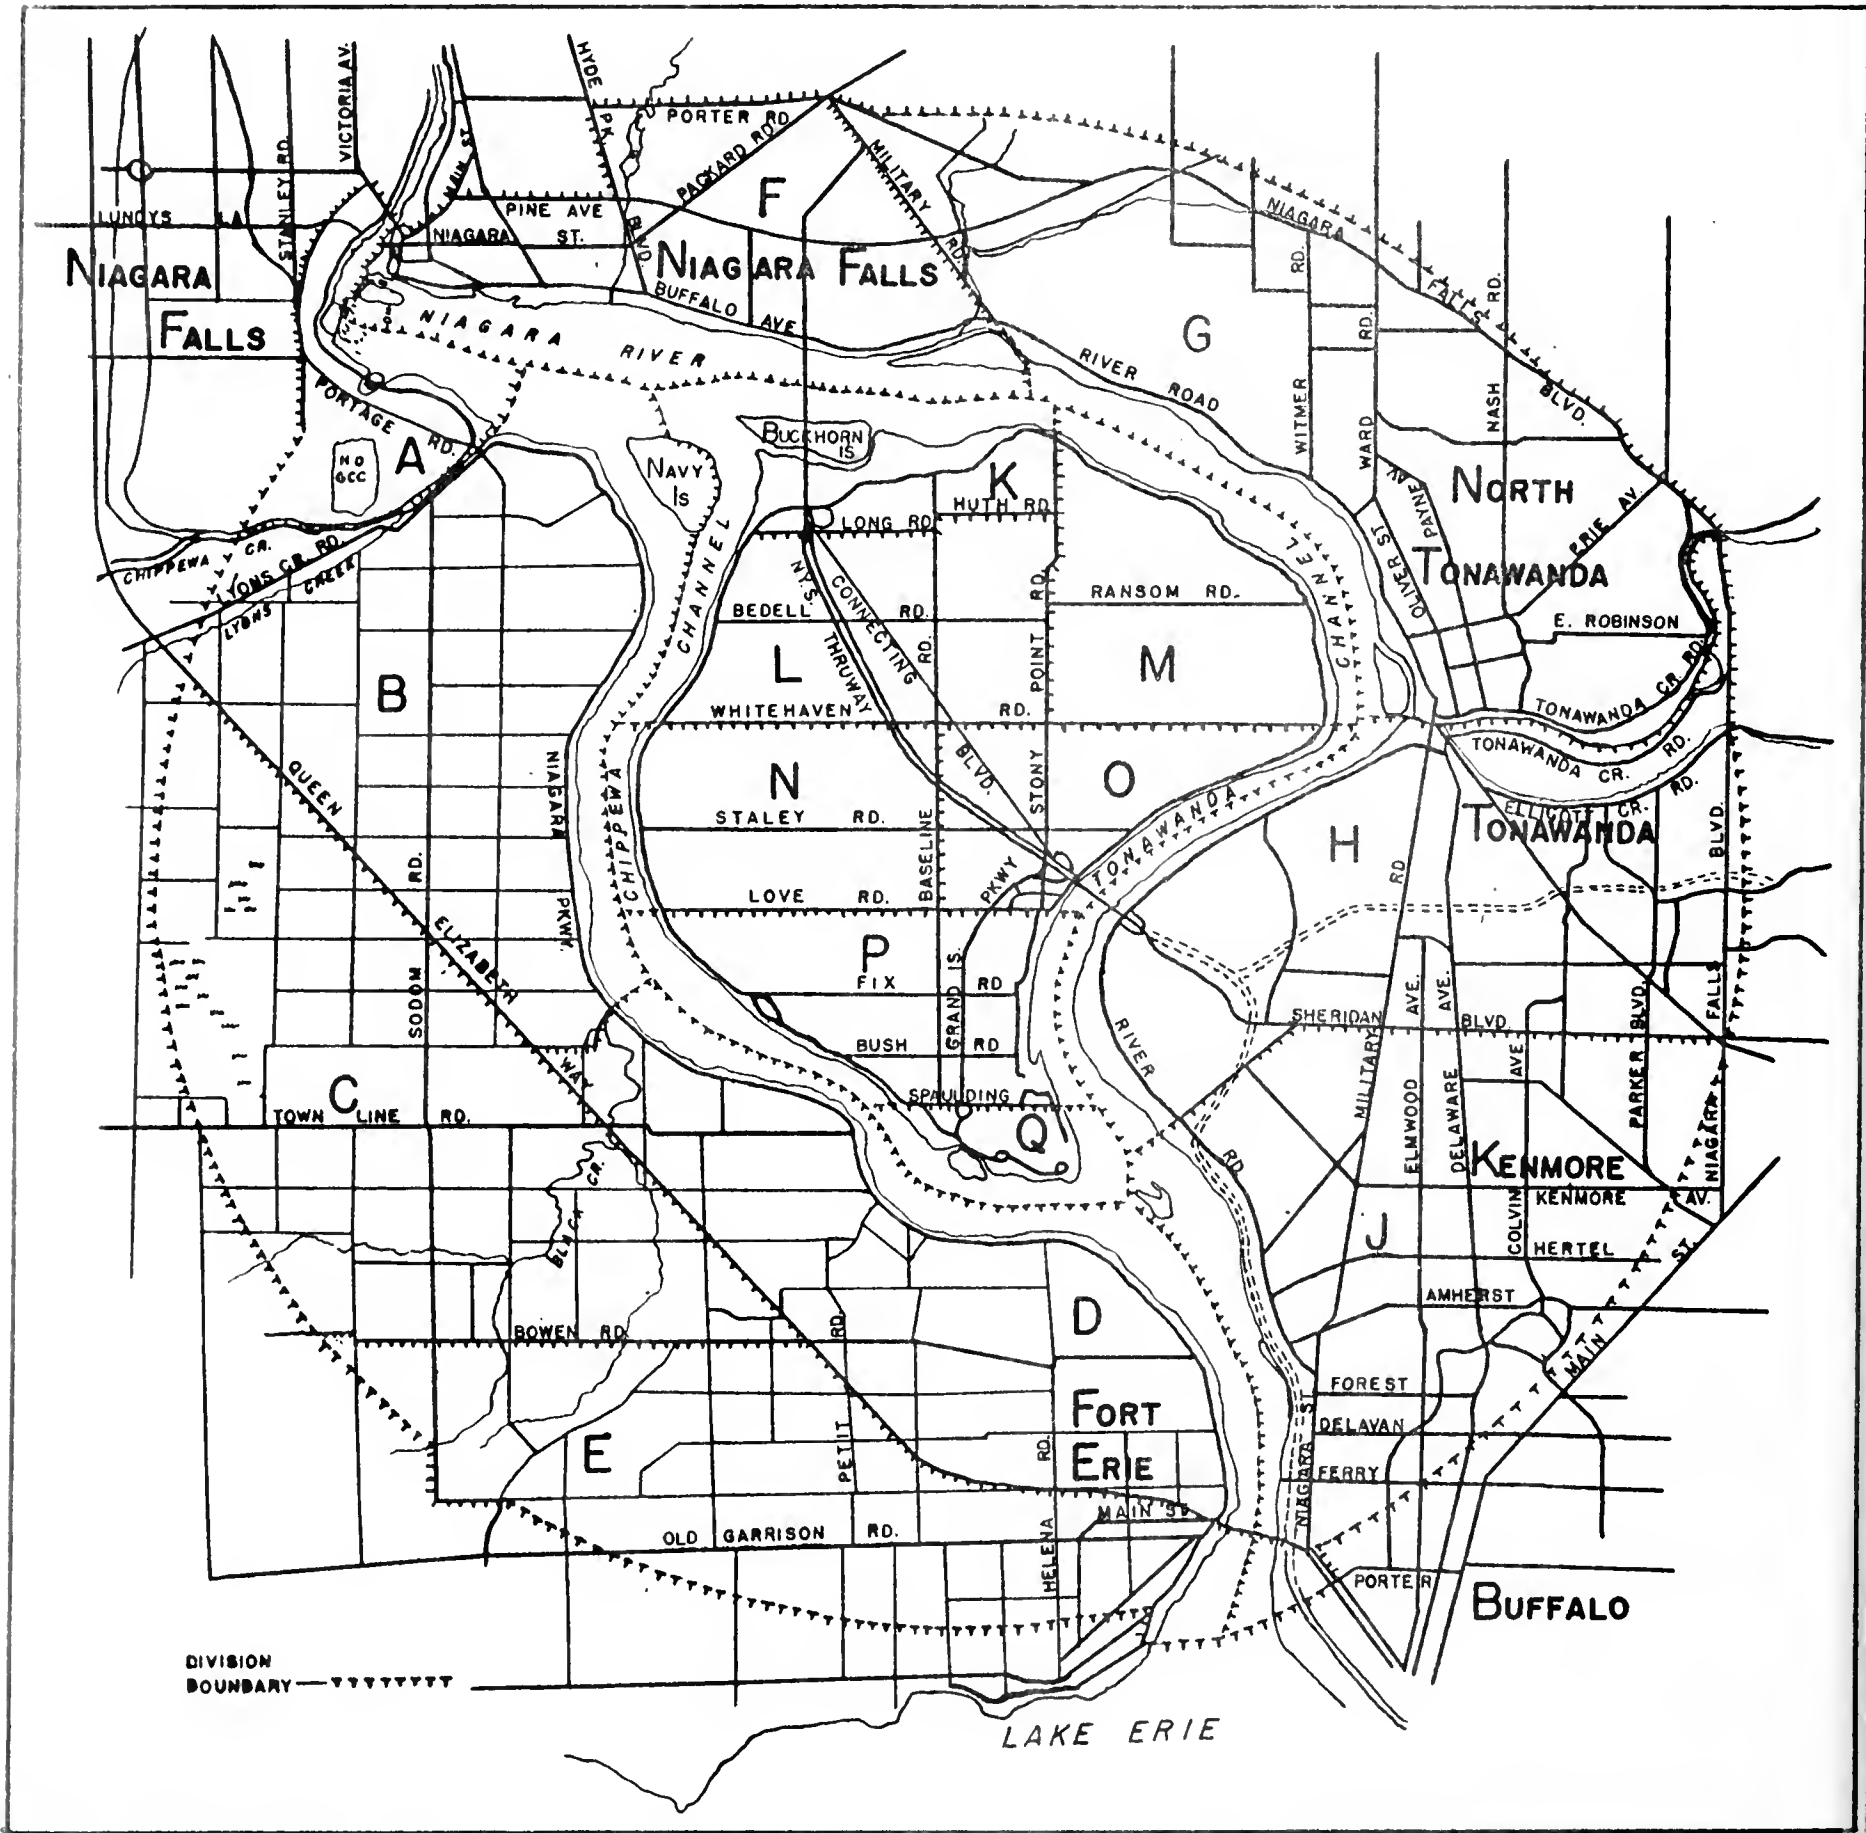 HYDE PK BLVD.
VICTORIA AV.
STANLEY RD.
MAIN ST
PORTER RD.
PACKARD RD.
MILITARY RD.
F
LUNDYS LA
PINE AVE
NIAGARA ST.
NIAGARA
FALLS
NIAGARA FALLS
BUFFALO AVE
NIAGARA RIVER
NIAGARA FALLS BLVD.
G
RIVER ROAD
WITMER RD.
WARD RD.
NASH RD.
PORTAGE RD.
A
NO
OCC
NAVY
IS
BUCKHORN
IS
K
HUTH RD
LONG RD
NORTH
TONAWANDA
PAYNE AV
OLIVER ST
ERIE AV.
E. ROBINSON
CHIPPEWA CR.
LYONS CR. RD.
LYONS CREEK
CHANNEL
N.Y.S. THRUWAY
CONNECTING BLVD.
BEDELL RD.
RANSOM RD.
CHANNEL
B
L
M
STONY POINT RD.
BASELINE RD.
WHITEHAVEN RD.
TONAWANDA CR. RD.
TONAWANDA CR. RD.
ELLICOTT CR. RD.
TONAWANDA
QUEEN ELIZABETH WAY
NIAGARA PKWY
CHIPPEWA
N
O
STALEY RD.
TONAWANDA
H
SODOM RD.
LOVE RD.
GRAND IS. PKWY
P
FIX RD
BUSH RD
SPAULDING
Q
RIVER RD.
SHERIDAN BLVD.
MILITARY RD
ELMWOOD AVE.
DELAWARE AVE.
COLVIN AVE
PARKER BLVD.
NIAGARA FALLS BLVD.
C
TOWN LINE RD.
KENMORE
KENMORE AV.
BLACK CR.
J
HERTEL
AMHERST
MAIN ST.
D
BOWEN RD.
PETTIT RD.
FORT
ERIE
E
HELENA RD.
FOREST
DELAVAN
FERRY
NIAGARA ST
MAIN ST
OLD GARRISON RD.
PORTER
BUFFALO
DIVISION
BOUNDARY
LAKE ERIE